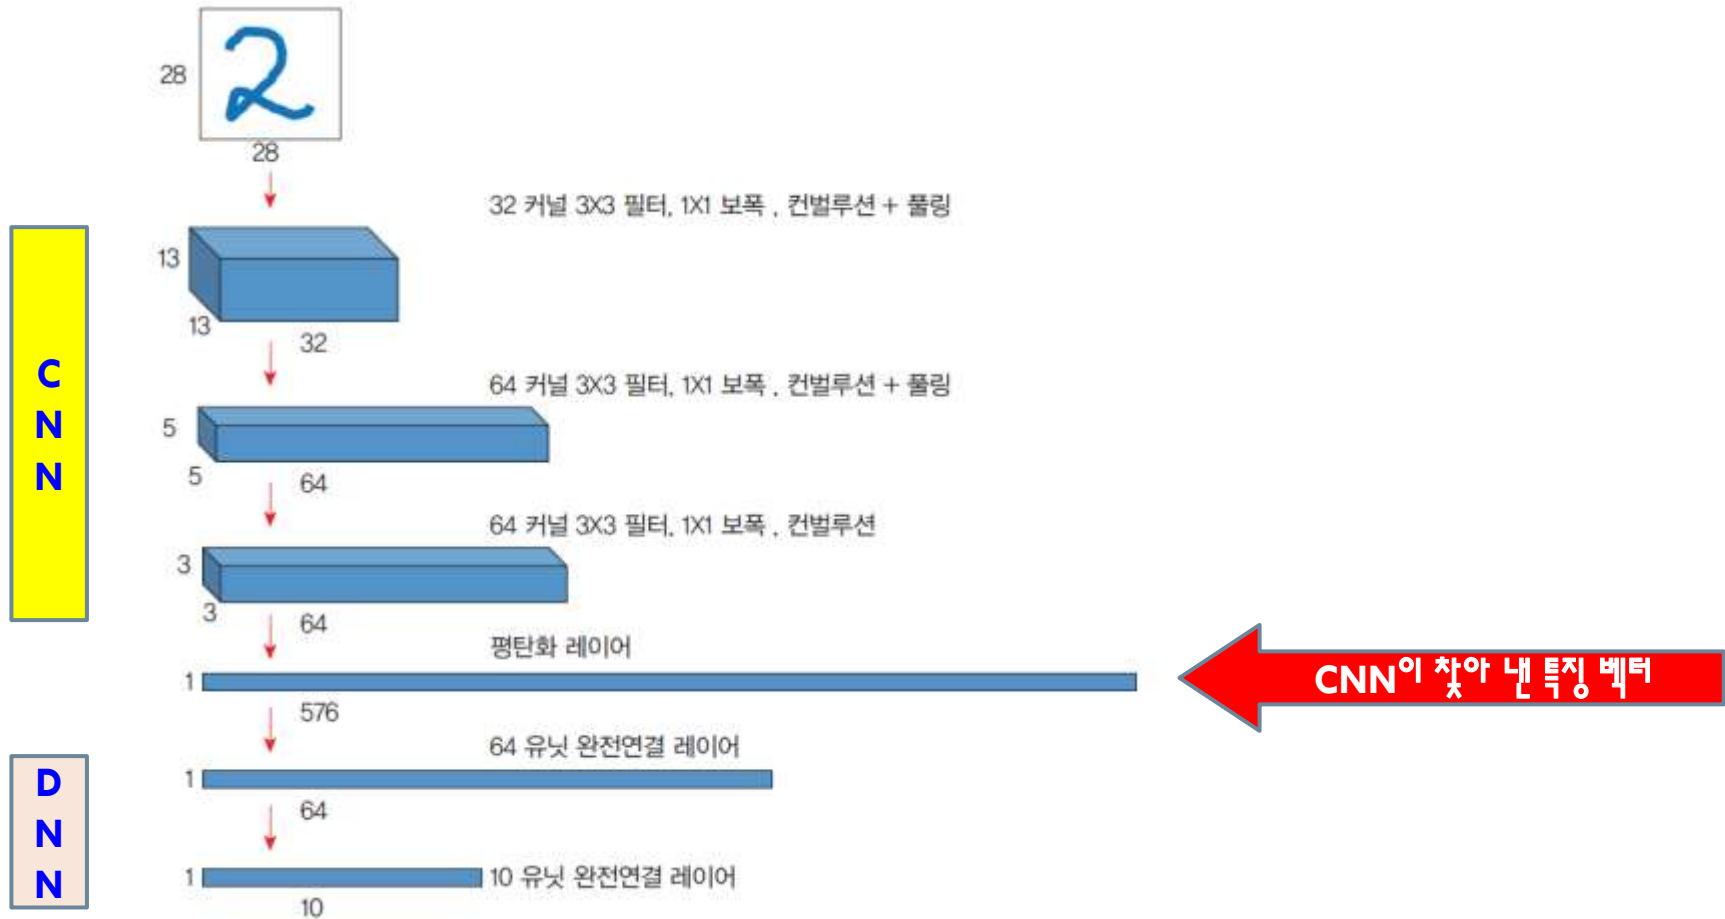 2
28
28
32 커널 3X3 필터, 1X1 보폭 , 컨벌루션 + 풀링
13
13
32
64 커널 3X3 필터, 1X1 보폭 , 컨벌루션 + 풀링
5
5
64
64 커널 3X3 필터, 1X1 보폭 , 컨벌루션
3
3
64
C
N
N
평탄화 레이어
1
576
CNN이 찾아 낸 특징 벡터
64 유닛 완전연결 레이어
1
64
1
10 유닛 완전연결 레이어
10
D
N
N